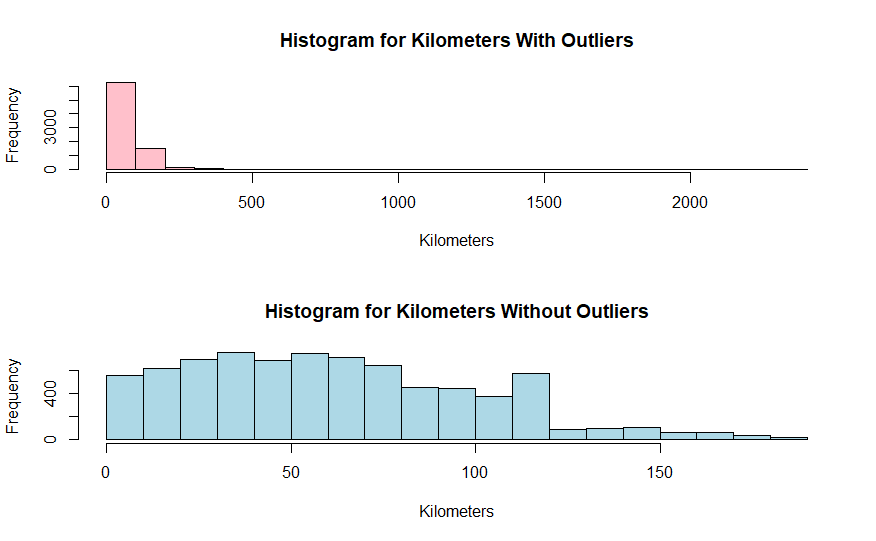 Histogram for Kilometers With Outliers
Frequency
3000
0
0 500 1000 1500 2000
Kilometers
Histogram for Kilometers Without Outliers
Frequency
400
0
0 50 100 150
Kilometers